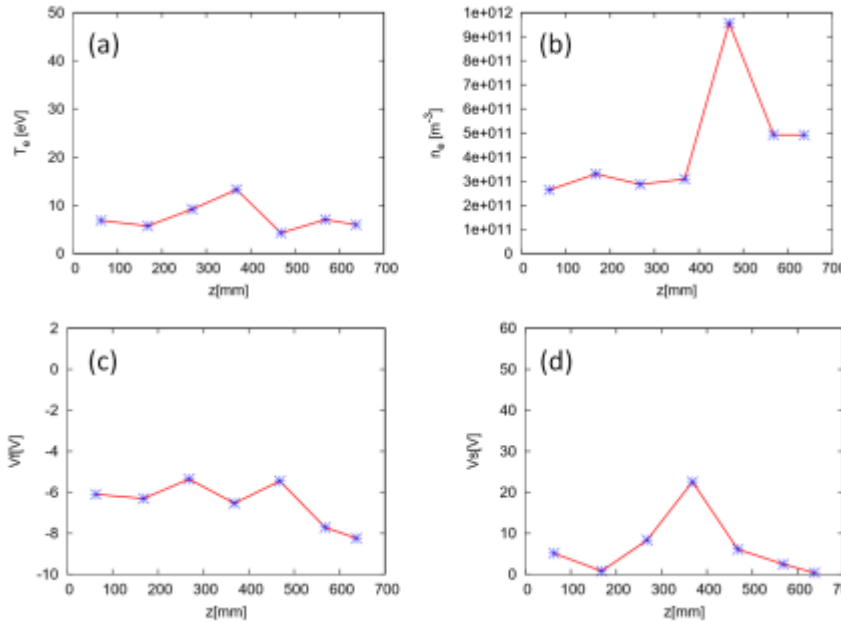 (a)
50
40
30
20
10
0
T_e [eV]
0 100 200 300 400 500 600 700
z[mm]
(b)
1e+012
9e+011
8e+011
7e+011
6e+011
5e+011
4e+011
3e+011
2e+011
1e+011
0
n_e [m^-3]
0 100 200 300 400 500 600 700
z[mm]
(c)
2
0
-2
-4
-6
-8
-10
Vf[V]
0 100 200 300 400 500 600 700
z[mm]
(d)
60
50
40
30
20
10
0
Vs[V]
0 100 200 300 400 500 600 700
z[mm]